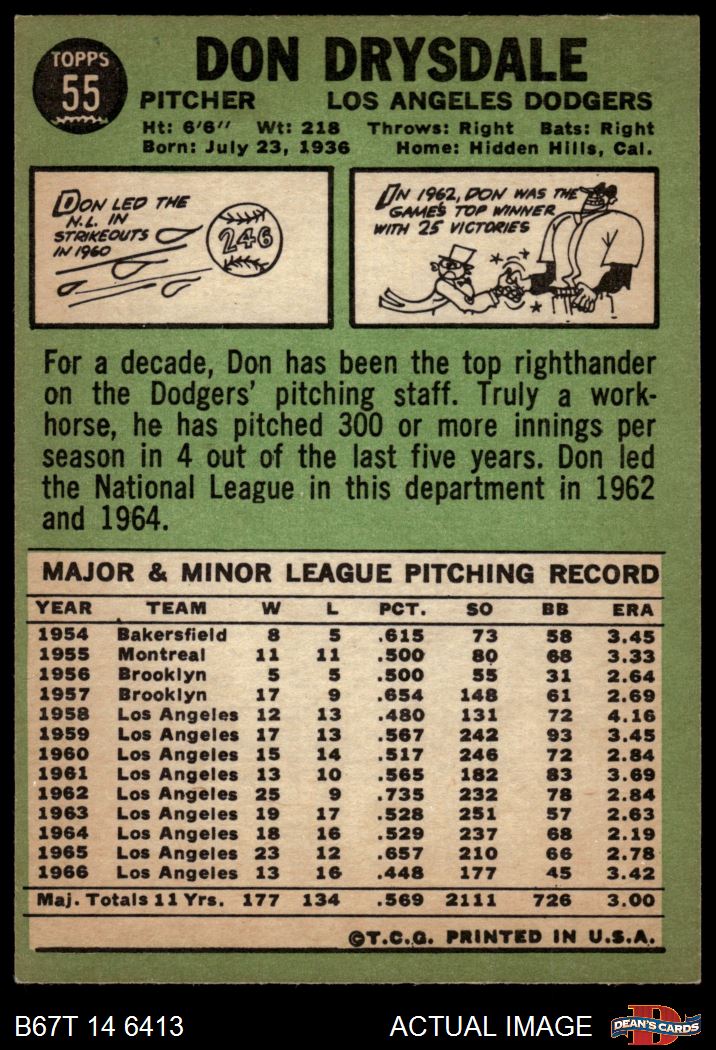 TOPPS
55
DON DRYSDALE
PITCHER LOS ANGELES DODGERS
Ht: 6'6" Wt: 218 Throws: Right Bats: Right
Born: July 23, 1936 Home: Hidden Hills, Cal.
DON LED THE
N.L. IN
STRIKEOUTS
IN 1960
246
IN 1962, DON WAS THE
GAME'S TOP WINNER
WITH 25 VICTORIES
For a decade, Don has been the top righthander
on the Dodgers' pitching staff. Truly a work-
horse, he has pitched 300 or more innings per
season in 4 out of the last five years. Don led
the National League in this department in 1962
and 1964.
MAJOR & MINOR LEAGUE PITCHING RECORD
YEAR TEAM W L PCT. SO BB ERA
1954 Bakersfield 8 5 .615 73 58 3.45
1955 Montreal 11 11 .500 80 68 3.33
1956 Brooklyn 5 5 .500 55 31 2.64
1957 Brooklyn 17 9 .654 148 61 2.69
1958 Los Angeles 12 13 .480 131 72 4.16
1959 Los Angeles 17 13 .567 242 93 3.45
1960 Los Angeles 15 14 .517 246 72 2.84
1961 Los Angeles 13 10 .565 182 83 3.69
1962 Los Angeles 25 9 .735 232 78 2.84
1963 Los Angeles 19 17 .528 251 57 2.63
1964 Los Angeles 18 16 .529 237 68 2.19
1965 Los Angeles 23 12 .657 210 66 2.78
1966 Los Angeles 13 16 .448 177 45 3.42
Maj. Totals 11 Yrs. 177 134 .569 2111 726 3.00
©T.C.G. PRINTED IN U.S.A.
B67T 14 6413 ACTUAL IMAGE DEAN'S CARDS